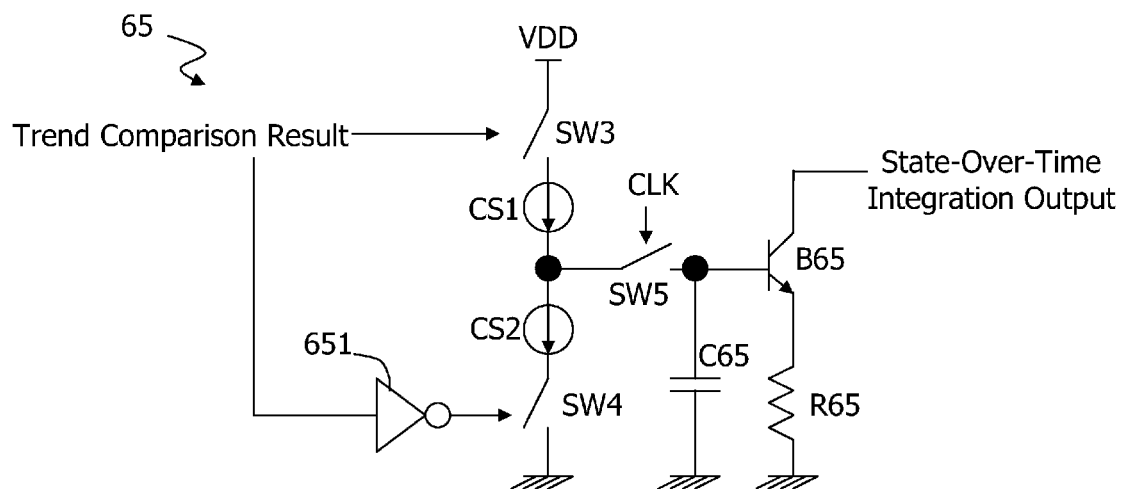 65
VDD
Trend Comparison Result
SW3
State-Over-Time
Integration Output
CS1
CLK
B65
SW5
CS2
651
C65
SW4
R65